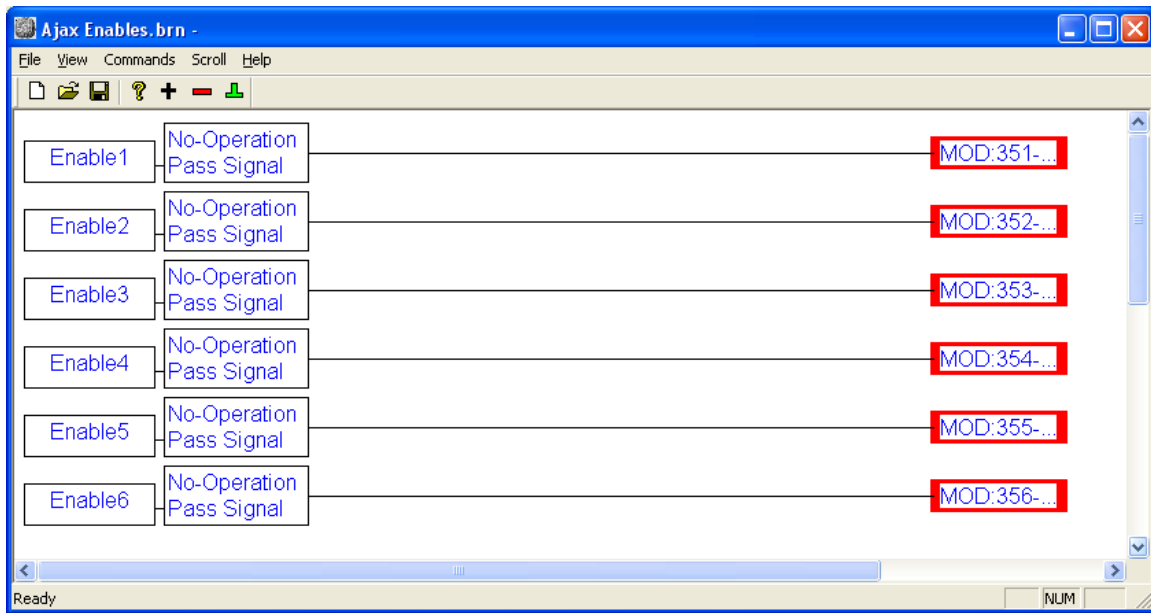 Ajax Enables.brn -
File View Commands Scroll Help
No-Operation
Enable1
Pass Signal
MOD:351-...
No-Operation
Enable2
Pass Signal
MOD:352-...
No-Operation
Enable3
Pass Signal
MOD:353-...
No-Operation
Enable4
Pass Signal
MOD:354-...
No-Operation
Enable5
Pass Signal
MOD:355-...
No-Operation
Enable6
Pass Signal
MOD:356-...
Ready
NUM